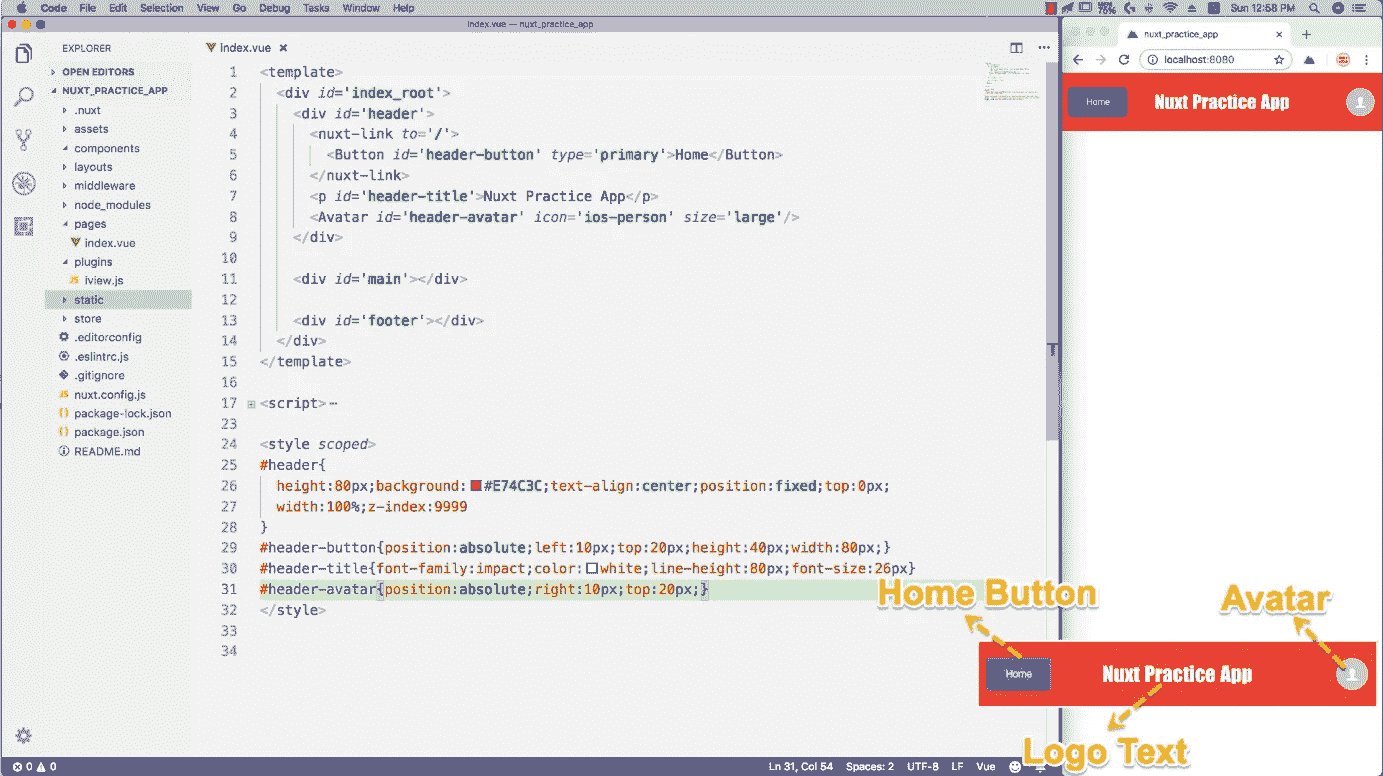 Code File Edit Selection View Go Debug Tasks Window Help
Sun 12:58 PM
index.vue — nuxt_practice_app
EXPLORER
OPEN EDITORS
NUXT_PRACTICE_APP
.nuxt
assets
components
layouts
middleware
node_modules
pages
index.vue
plugins
iview.js
static
store
.editorconfig
.eslintrc.js
.gitignore
nuxt.config.js
package-lock.json
package.json
README.md
index.vue
1 <template>
2 <div id='index_root'>
3 <div id='header'>
4 <nuxt-link to='/'>
5 <Button id='header-button' type='primary'>Home</Button>
6 </nuxt-link>
7 <p id='header-title'>Nuxt Practice App</p>
8 <Avatar id='header-avatar' icon='ios-person' size='large'/>
9 </div>
10
11 <div id='main'></div>
12
13 <div id='footer'></div>
14 </div>
15 </template>
16
17 <script>
23
24 <style scoped>
25 #header{
26 height:80px;background:#E74C3C;text-align:center;position:fixed;top:0px;
27 width:100%;z-index:9999
28 }
29 #header-button{position:absolute;left:10px;top:20px;height:40px;width:80px;}
30 #header-title{font-family:impact;color:white;line-height:80px;font-size:26px}
31 #header-avatar{position:absolute;right:10px;top:20px;}
32 </style>
33
34
nuxt_practice_app
localhost:8080
Home Nuxt Practice App
Home Button
Avatar
Home Nuxt Practice App
Logo Text
0 0
Ln 31, Col 54 Spaces: 2 UTF-8 LF Vue